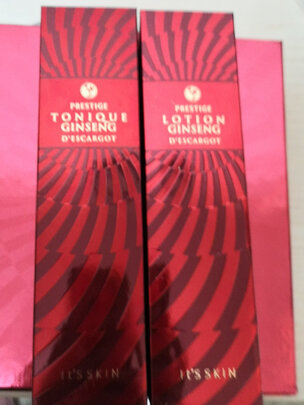 PRESTIGE
TONIQUE
GINSENG
D'ESCARGOT
IT'S SKIN
PRESTIGE
LOTION
GINSENG
D'ESCARGOT
IT'S SKIN